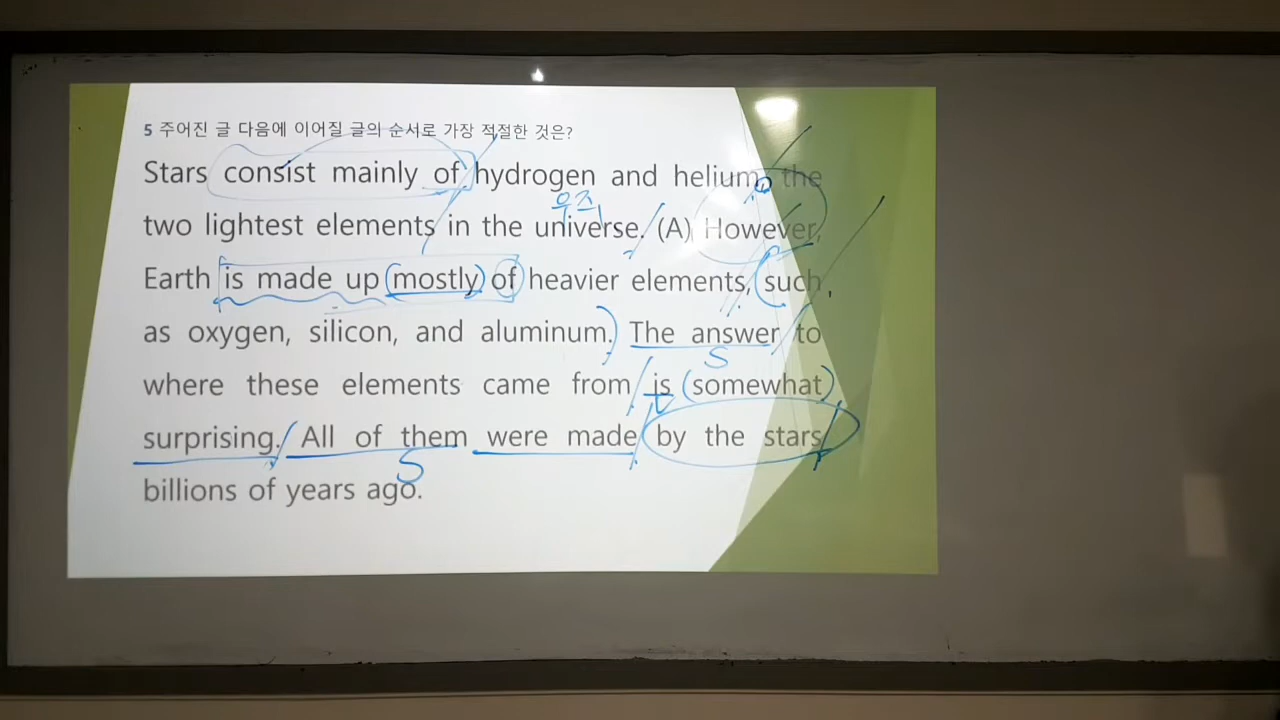 5 주어진 글 다음에 이어질 글의 순서로 가장 적절한 것은?
Stars consist mainly of hydrogen and helium, the
우주
two lightest elements in the universe. (A) However,
Earth is made up mostly of heavier elements, such
as oxygen, silicon, and aluminum. The answer to
S
where these elements came from is (somewhat)
surprising. All of them were made by the stars
S
billions of years ago.